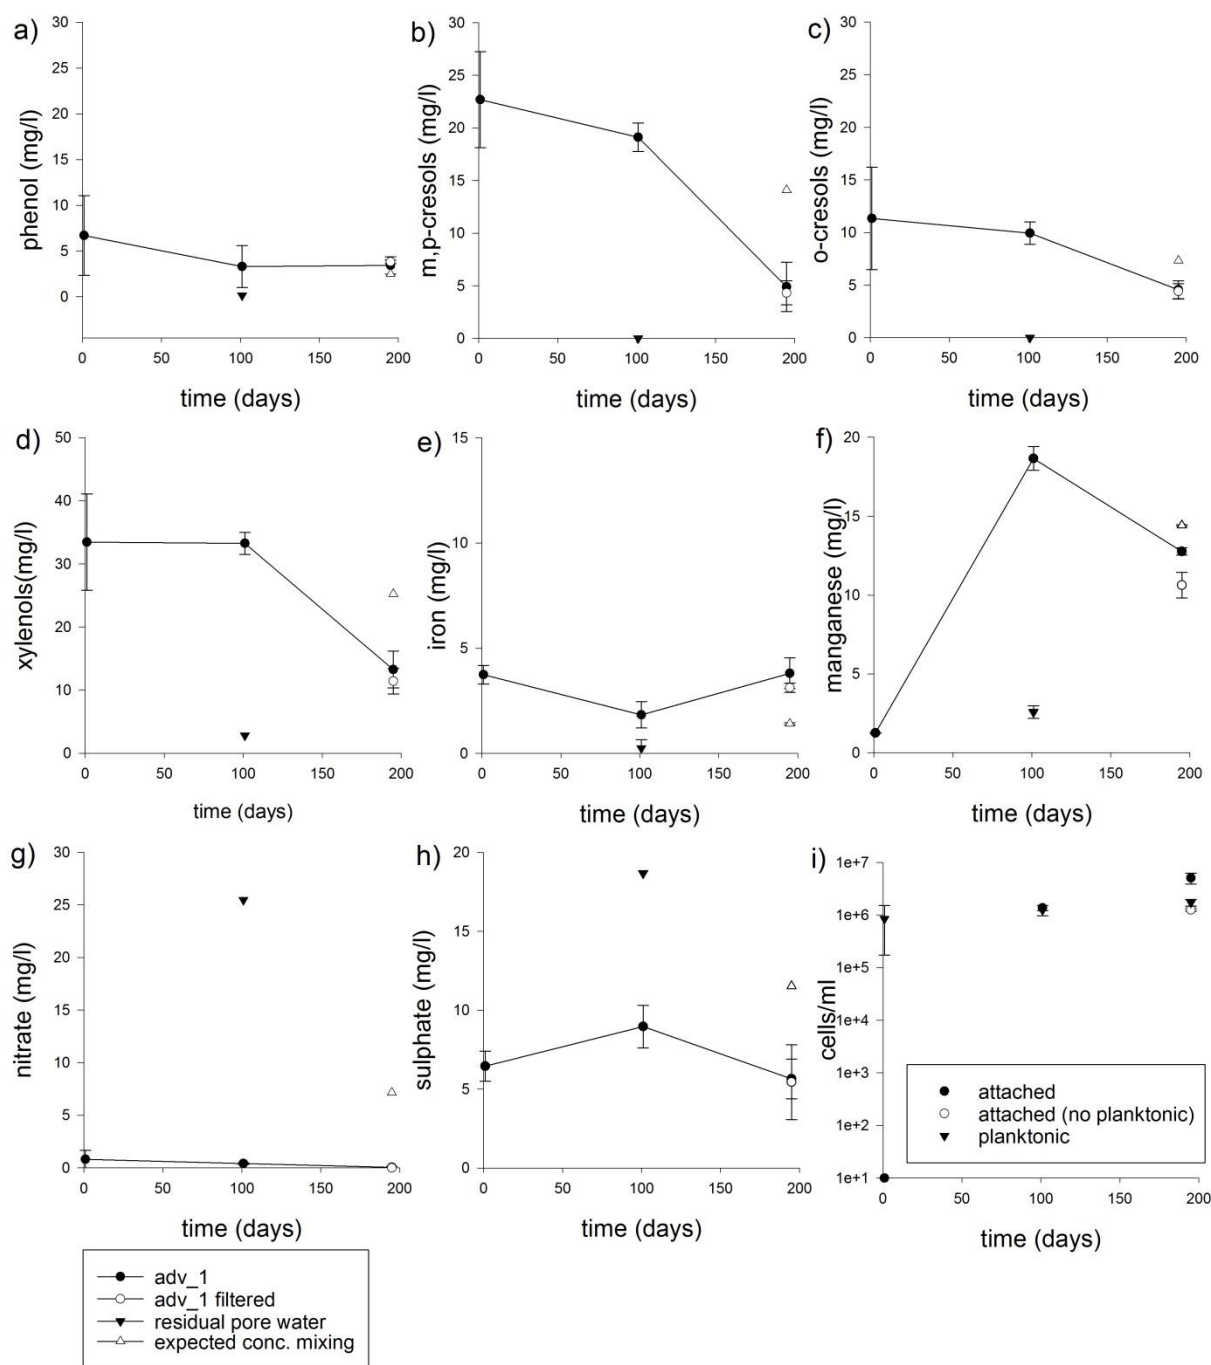 a)
30
25
20
15
10
5
0
phenol (mg/l)
0 50 100 150 200
time (days)
b)
30
25
20
15
10
5
0
m,p-cresols (mg/l)
0 50 100 150 200
time (days)
c)
30
25
20
15
10
5
0
o-cresols (mg/l)
0 50 100 150 200
time (days)
d)
50
40
30
20
10
0
xylenols(mg/l)
0 50 100 150 200
time (days)
e)
15
10
5
0
iron (mg/l)
0 50 100 150 200
time (days)
f)
20
15
10
5
0
manganese (mg/l)
0 50 100 150 200
time (days)
g)
30
25
20
15
10
5
0
nitrate (mg/l)
0 50 100 150 200
time (days)
h)
20
15
10
5
0
sulphate (mg/l)
0 50 100 150 200
time (days)
i)
1e+7
1e+6
1e+5
1e+4
1e+3
1e+2
1e+1
cells/ml
attached
attached (no planktonic)
planktonic
50 100 150 200
time (days)
adv_1
adv_1 filtered
residual pore water
expected conc. mixing